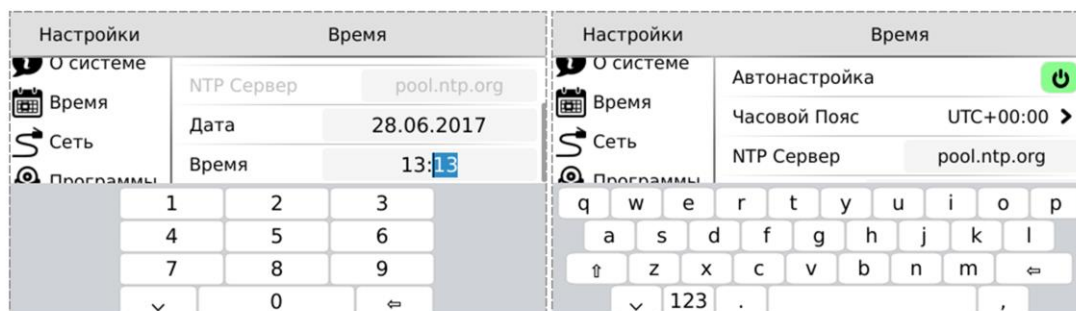 Настройки Время
О системе
Время
Сеть
Программы
NTP Сервер pool.ntp.org
Дата 28.06.2017
Время 13:13
1 2 3
4 5 6
7 8 9
0
Настройки Время
О системе
Время
Сеть
Программы
Автонастройка
Часовой Пояс UTC+00:00
NTP Сервер pool.ntp.org
q w e r t y u i o p
a s d f g h j k l
z x c v b n m
123 . ,